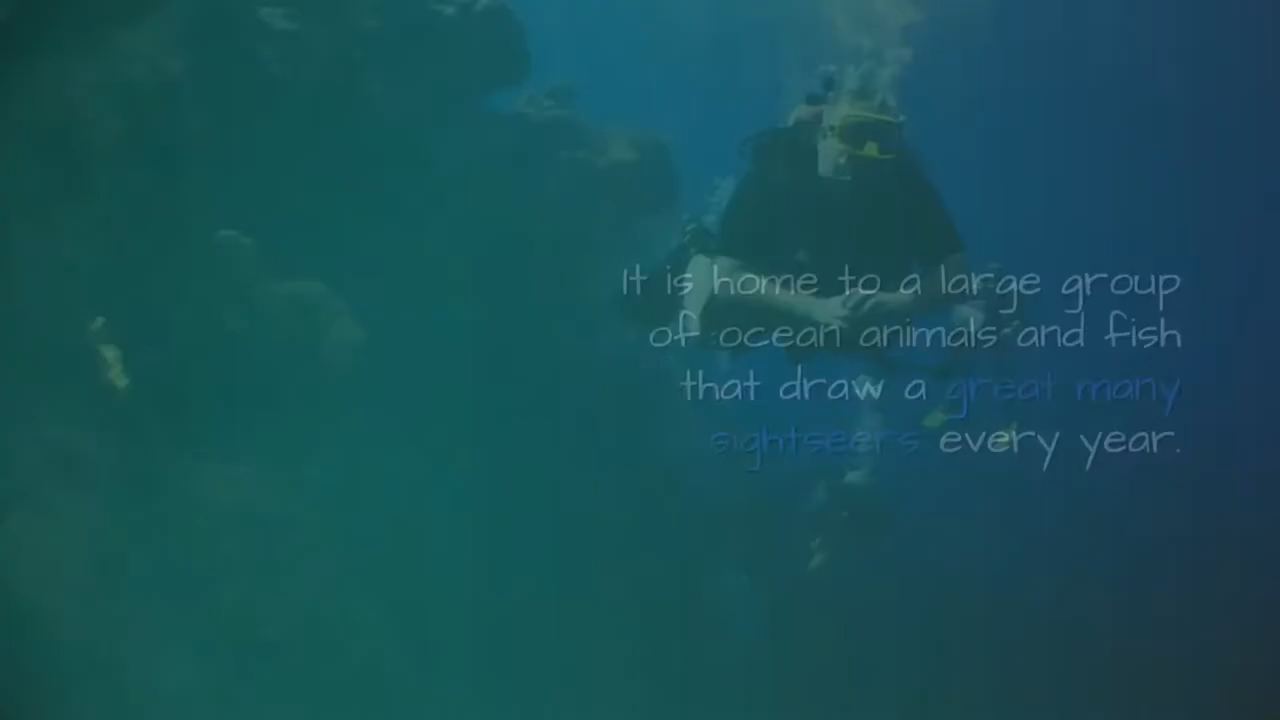 It is home to a large group
of ocean animals and fish
that draw a great many
sightseers every year.